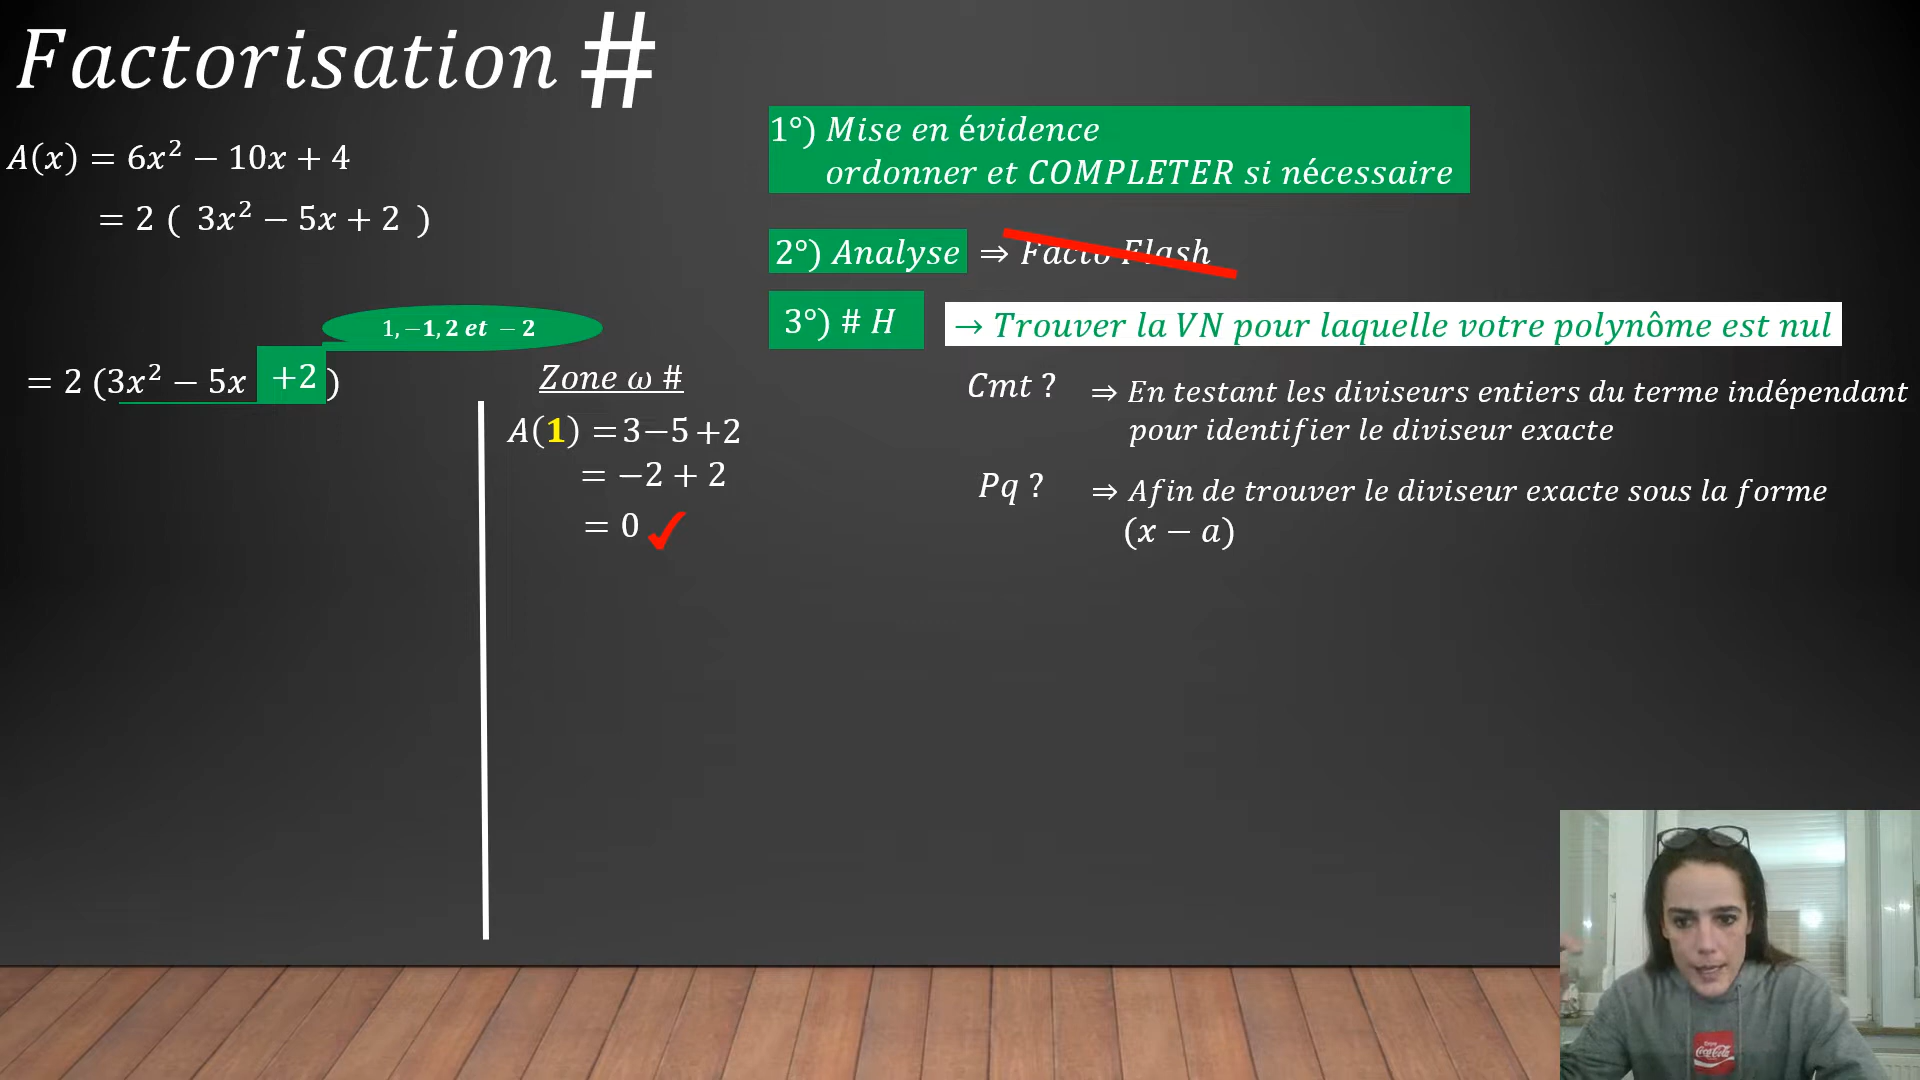 Factorisation #
A(x) = 6x² − 10x + 4
= 2 ( 3x² − 5x + 2 )
1, −1, 2 et − 2
= 2 (3x² − 5x +2 )
Zone ω #
A(1) = 3−5 +2
= −2 + 2
= 0 ✓
1°) Mise en évidence
ordonner et COMPLETER si nécessaire
2°) Analyse ⇒ Facto Flash
3°) # H → Trouver la VN pour laquelle votre polynôme est nul
Cmt ? ⇒ En testant les diviseurs entiers du terme indépendant
pour identifier le diviseur exacte
Pq ? ⇒ Afin de trouver le diviseur exacte sous la forme
(x − a)
Enjoy
Coca-Cola